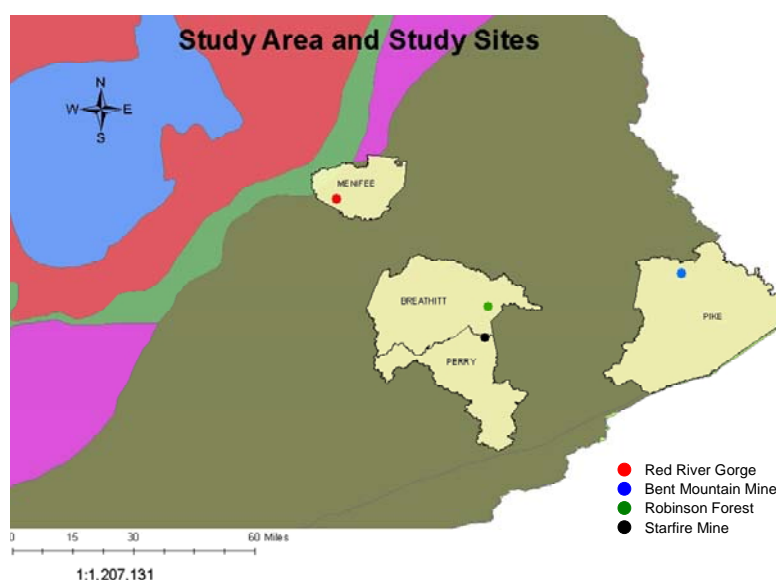 Study Area and Study Sites
N
W E
S
MENIFEE
BREATHITT
PIKE
PERRY
Red River Gorge
Bent Mountain Mine
Robinson Forest
Starfire Mine
0 15 30 60 Miles
1:1,207,131